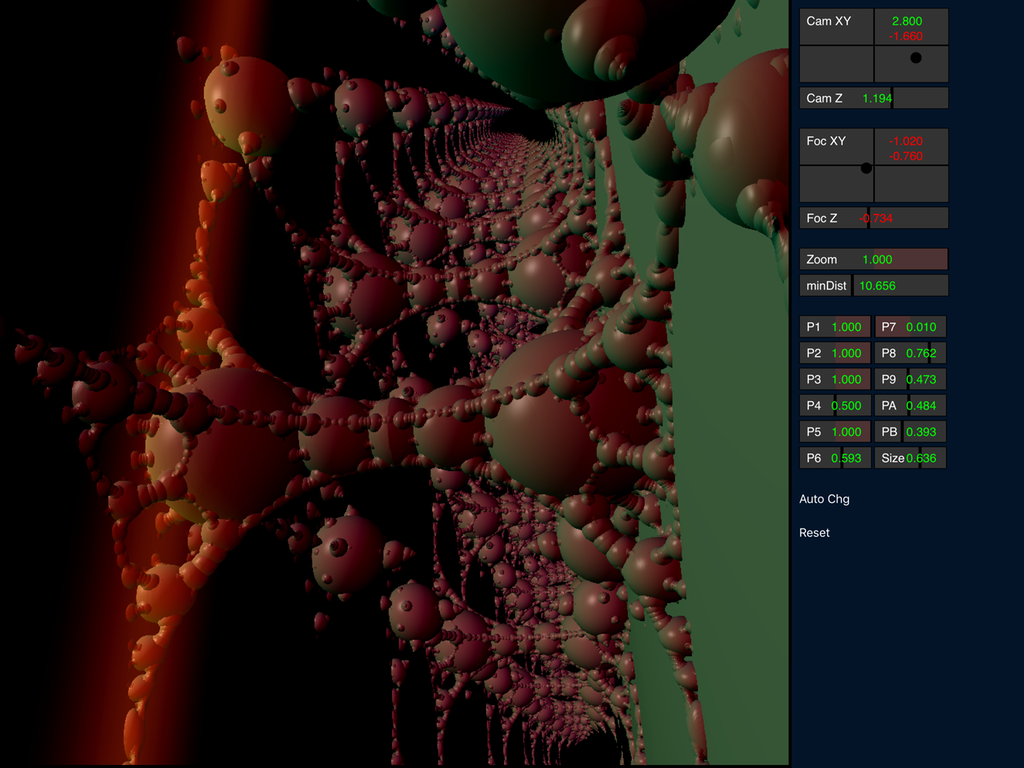 Cam XY 2.800
-1.660
Cam Z 1.194
Foc XY -1.020
-0.760
Foc Z -0.734
Zoom 1.000
minDist 10.656
P1 1.000 P7 0.010
P2 1.000 P8 0.762
P3 1.000 P9 0.473
P4 0.500 PA 0.484
P5 1.000 PB 0.393
P6 0.593 Size 0.636
Auto Chg
Reset